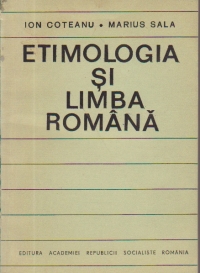 ION COTEANU • MARIUS SALA
ETIMOLOGIA
ȘI
LIMBA
ROMÂNĂ
EDITURA ACADEMIEI REPUBLICII SOCIALISTE ROMÂNIA